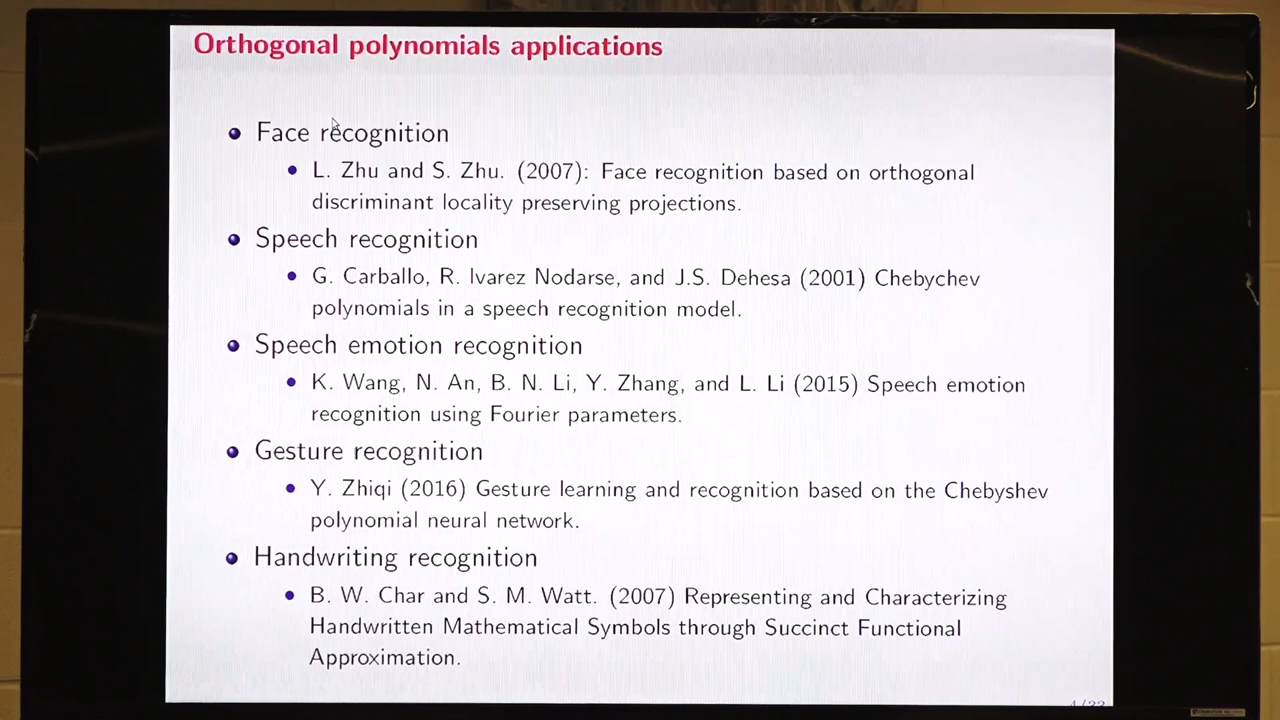 Orthogonal polynomials applications
Face recognition
L. Zhu and S. Zhu. (2007): Face recognition based on orthogonal
discriminant locality preserving projections.
Speech recognition
G. Carballo, R. lvarez Nodarse, and J.S. Dehesa (2001) Chebychev
polynomials in a speech recognition model.
Speech emotion recognition
K. Wang, N. An, B. N. Li, Y. Zhang, and L. Li (2015) Speech emotion
recognition using Fourier parameters.
Gesture recognition
Y. Zhiqi (2016) Gesture learning and recognition based on the Chebyshev
polynomial neural network.
Handwriting recognition
B. W. Char and S. M. Watt. (2007) Representing and Characterizing
Handwritten Mathematical Symbols through Succinct Functional
Approximation.